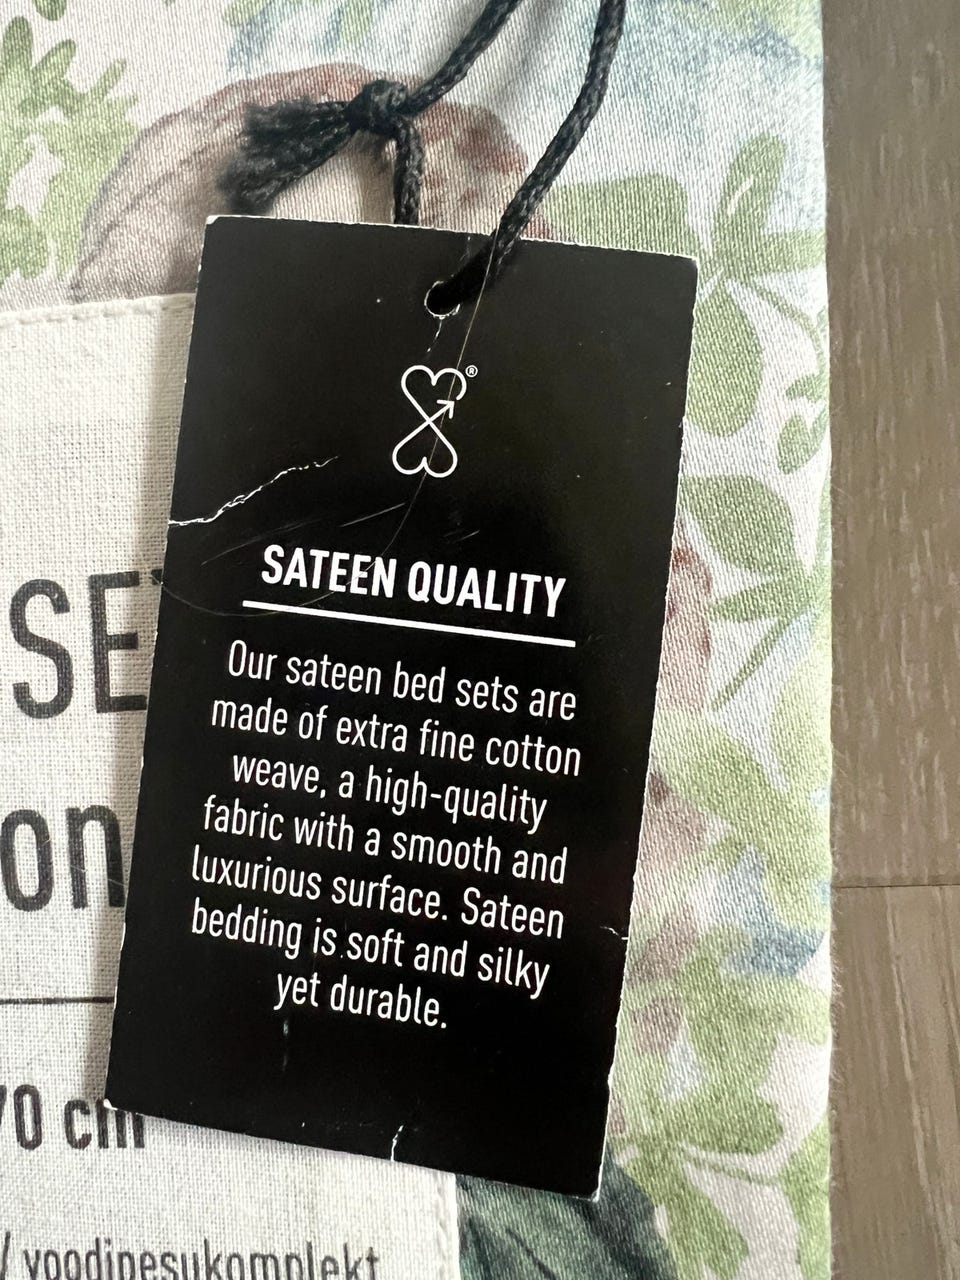 ®
SATEEN QUALITY
Our sateen bed sets are
made of extra fine cotton
weave, a high-quality
fabric with a smooth and
luxurious surface. Sateen
bedding is soft and silky
yet durable.
SE
on
70 cm
/ voodipesukomplekt